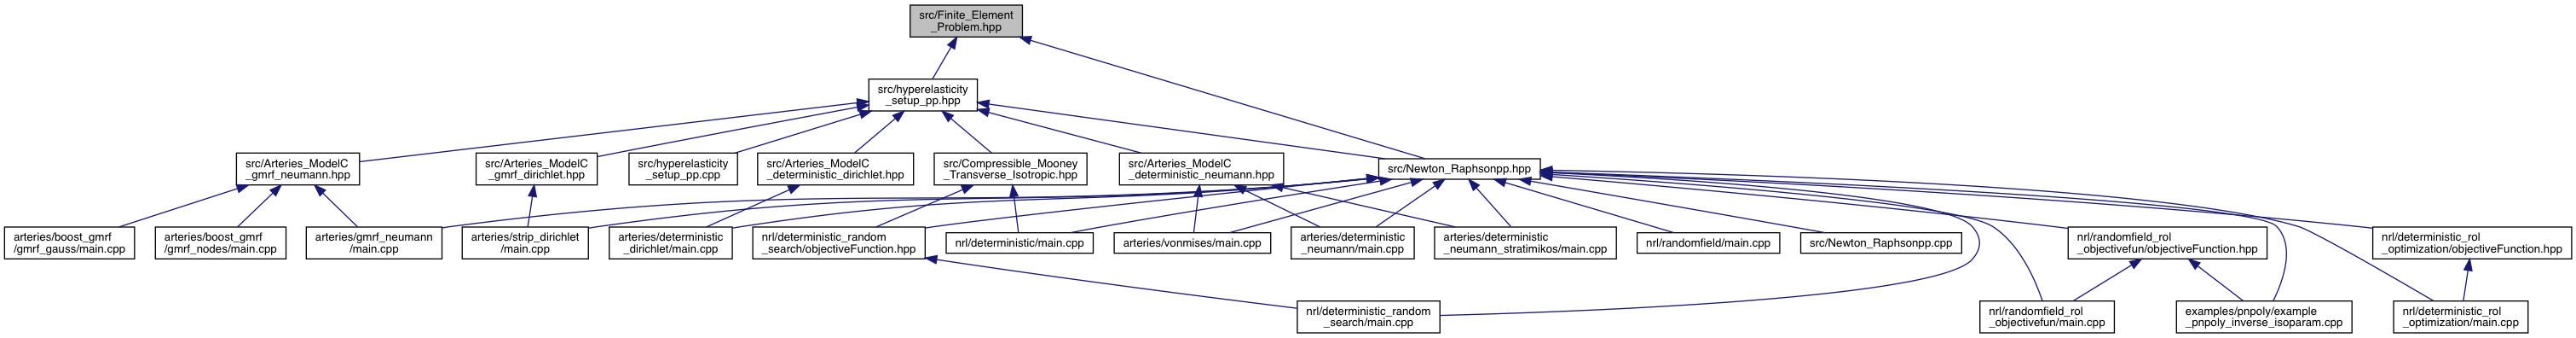 src/Finite_Element
_Problem.hpp
src/hyperelasticity
_setup_pp.hpp
src/Arteries_ModelC
_gmrf_neumann.hpp
src/Arteries_ModelC
_gmrf_dirichlet.hpp
src/hyperelasticity
_setup_pp.cpp
src/Arteries_ModelC
_deterministic_dirichlet.hpp
src/Compressible_Mooney
_Transverse_Isotropic.hpp
src/Arteries_ModelC
_deterministic_neumann.hpp
src/Newton_Raphsonpp.hpp
arteries/boost_gmrf
/gmrf_gauss/main.cpp
arteries/boost_gmrf
/gmrf_nodes/main.cpp
arteries/gmrf_neumann
/main.cpp
arteries/strip_dirichlet
/main.cpp
arteries/deterministic
_dirichlet/main.cpp
nrl/deterministic_random
_search/objectiveFunction.hpp
nrl/deterministic/main.cpp
arteries/vonmises/main.cpp
arteries/deterministic
_neumann/main.cpp
arteries/deterministic
_neumann_stratimikos/main.cpp
nrl/randomfield/main.cpp
src/Newton_Raphsonpp.cpp
nrl/randomfield_rol
_objectivefun/objectiveFunction.hpp
nrl/deterministic_rol
_optimization/objectiveFunction.hpp
nrl/deterministic_random
_search/main.cpp
nrl/randomfield_rol
_objectivefun/main.cpp
examples/pnpoly/example
_pnpoly_inverse_isoparam.cpp
nrl/deterministic_rol
_optimization/main.cpp